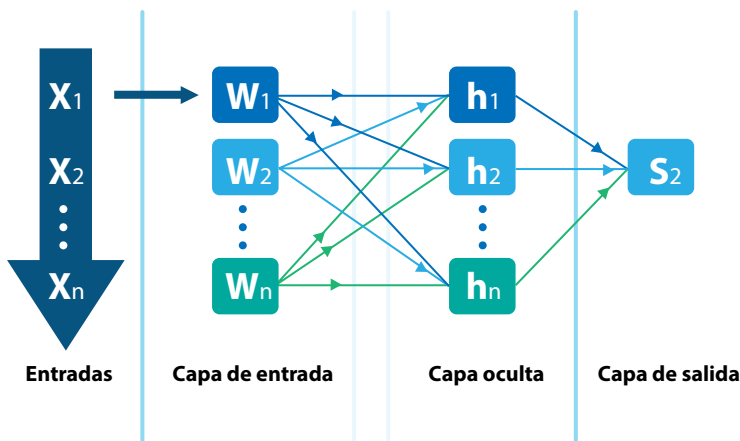 X1 W1 h1
X2 W2 h2 S2
Xn Wn hn
Entradas Capa de entrada Capa oculta Capa de salida